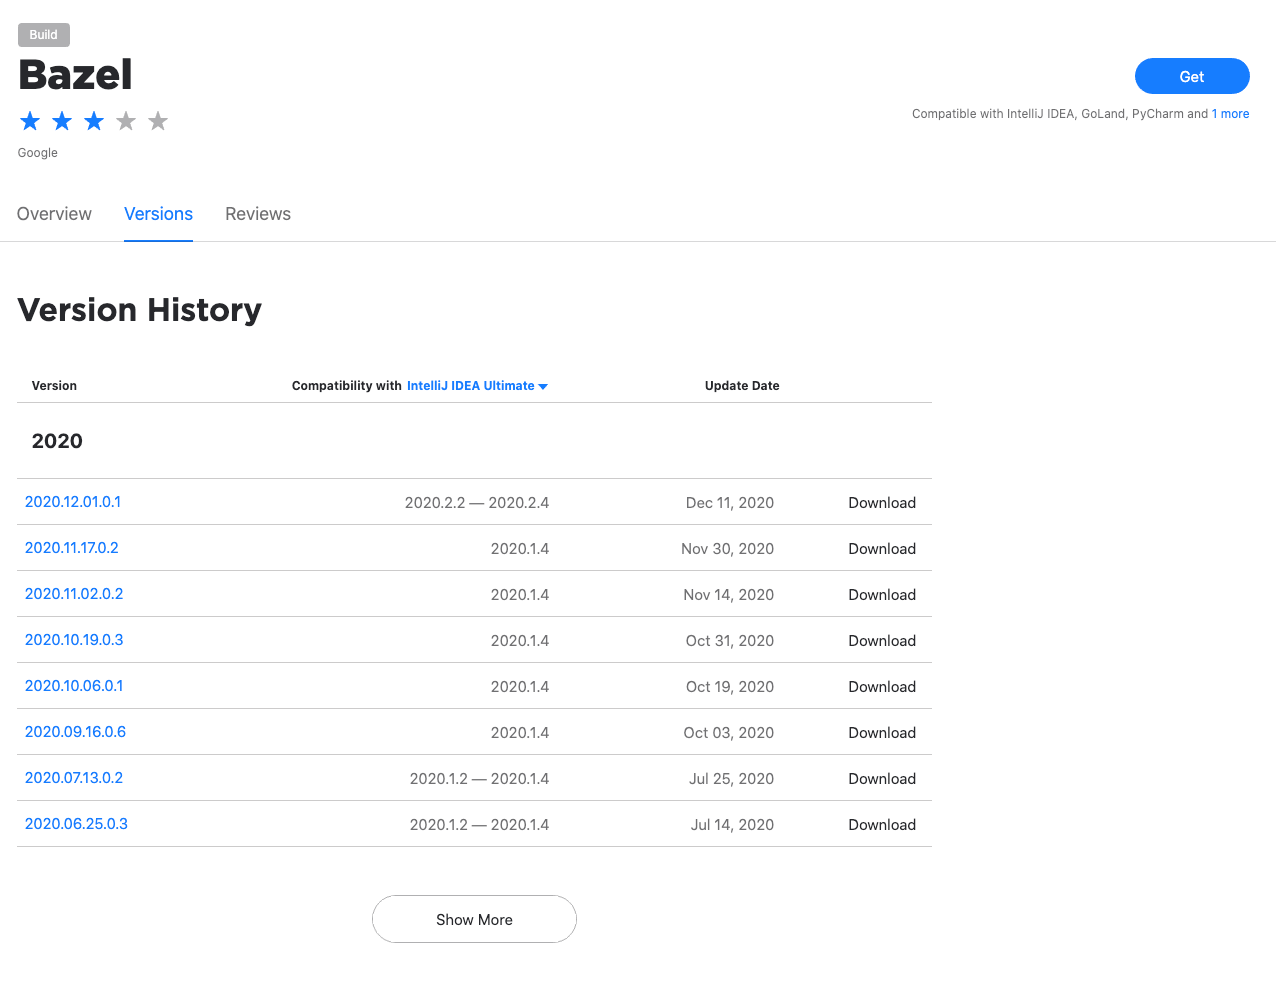 Build
Bazel
Get
Compatible with IntelliJ IDEA, GoLand, PyCharm and 1 more
Google
Overview Versions Reviews
Version History
Version Compatibility with IntelliJ IDEA Ultimate Update Date
2020
2020.12.01.0.1 2020.2.2 — 2020.2.4 Dec 11, 2020 Download
2020.11.17.0.2 2020.1.4 Nov 30, 2020 Download
2020.11.02.0.2 2020.1.4 Nov 14, 2020 Download
2020.10.19.0.3 2020.1.4 Oct 31, 2020 Download
2020.10.06.0.1 2020.1.4 Oct 19, 2020 Download
2020.09.16.0.6 2020.1.4 Oct 03, 2020 Download
2020.07.13.0.2 2020.1.2 — 2020.1.4 Jul 25, 2020 Download
2020.06.25.0.3 2020.1.2 — 2020.1.4 Jul 14, 2020 Download
Show More